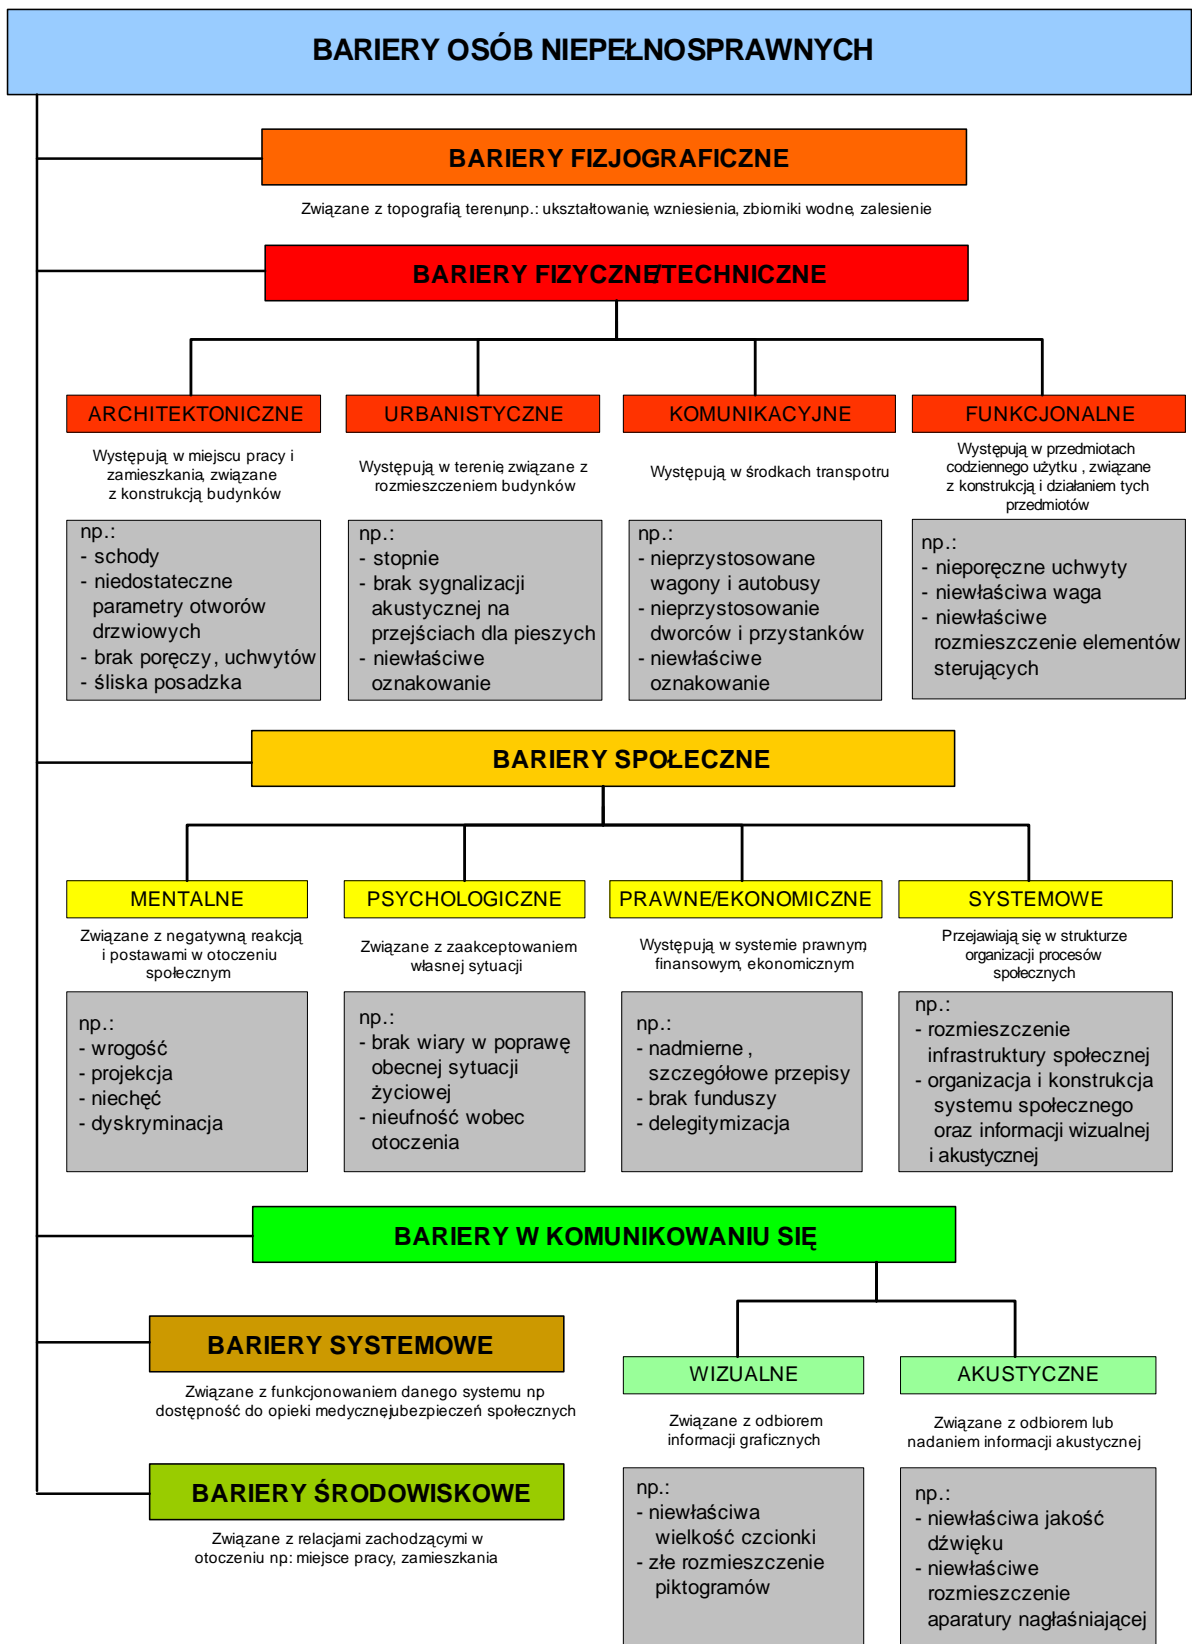 BARIERY OSÓB NIEPEŁNOSPRAWNYCH
BARIERY FIZJOGRAFICZNE
Związane z topografią terenu,np.: ukształtowanie, wzniesienia, zbiorniki wodne, zalesienie
BARIERY FIZYCZNE/TECHNICZNE
ARCHITEKTONICZNE
Występują w miejscu pracy i
zamieszkania, związane
z konstrukcją budynków
np.:
- schody
- niedostateczne
parametry otworów
drzwiowych
- brak poręczy, uchwytów
- śliska posadzka
URBANISTYCZNE
Występują w terenie, związane z
rozmieszczeniem budynków
np.:
- stopnie
- brak sygnalizacji
akustycznej na
przejściach dla pieszych
- niewłaściwe
oznakowanie
KOMUNIKACYJNE
Występują w środkach transpotru
np.:
- nieprzystosowane
wagony i autobusy
- nieprzystosowanie
dworców i przystanków
- niewłaściwe
oznakowanie
FUNKCJONALNE
Występują w przedmiotach
codziennego użytku , związane
z konstrukcją i działaniem tych
przedmiotów
np.:
- nieporęczne uchwyty
- niewłaściwa waga
- niewłaściwe
rozmieszczenie elementów
sterujących
BARIERY SPOŁECZNE
MENTALNE
Związane z negatywną reakcją
i postawami w otoczeniu
społecznym
np.:
- wrogość
- projekcja
- niechęć
- dyskryminacja
PSYCHOLOGICZNE
Związane z zaakceptowaniem
własnej sytuacji
np.:
- brak wiary w poprawę
obecnej sytuacji
życiowej
- nieufność wobec
otoczenia
PRAWNE/EKONOMICZNE
Występują w systemie prawnym,
finansowym, ekonomicznym
np.:
- nadmierne ,
szczegółowe przepisy
- brak funduszy
- delegitymizacja
SYSTEMOWE
Przejawiają się w strukturze
organizacji procesów
społecznych
np.:
- rozmieszczenie
infrastruktury społecznej
- organizacja i konstrukcja
systemu społecznego
oraz informacji wizualnej
i akustycznej
BARIERY W KOMUNIKOWANIU SIĘ
BARIERY SYSTEMOWE
Związane z funkcjonowaniem danego systemu np
dostępność do opieki medycznej,ubezpieczeń społecznych
BARIERY ŚRODOWISKOWE
Związane z relacjami zachodzącymi w
otoczeniu np: miejsce pracy, zamieszkania
WIZUALNE
Związane z odbiorem
informacji graficznych
np.:
- niewłaściwa
wielkość czcionki
- złe rozmieszczenie
piktogramów
AKUSTYCZNE
Związane z odbiorem lub
nadaniem informacji akustycznej
np.:
- niewłaściwa jakość
dźwięku
- niewłaściwe
rozmieszczenie
aparatury nagłaśniającej